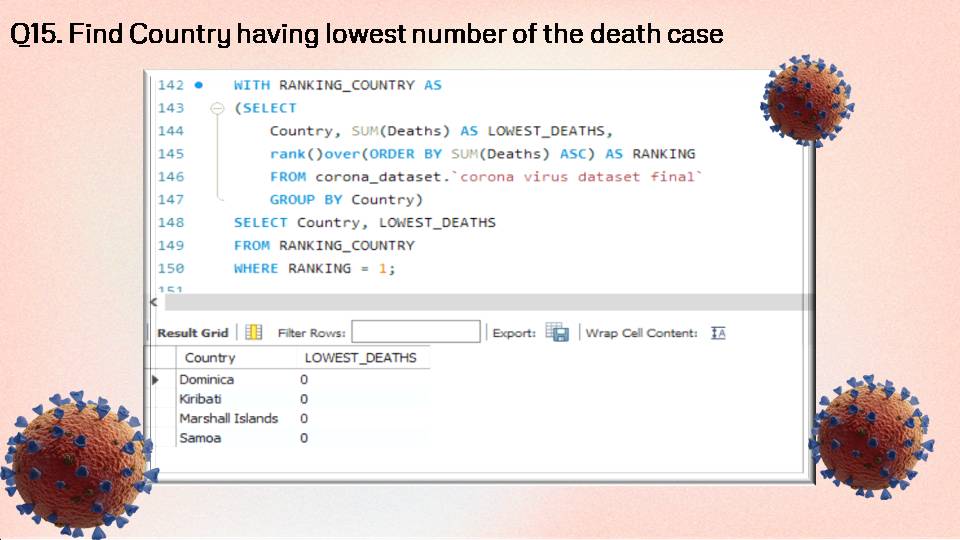 Q15. Find Country having lowest number of the death case
142 WITH RANKING_COUNTRY AS
143 (SELECT
144 Country, SUM(Deaths) AS LOWEST_DEATHS,
145 rank()over(ORDER BY SUM(Deaths) ASC) AS RANKING
146 FROM corona_dataset.`corona virus dataset final`
147 GROUP BY Country)
148 SELECT Country, LOWEST_DEATHS
149 FROM RANKING_COUNTRY
150 WHERE RANKING = 1;
151
Result Grid Filter Rows: Export: Wrap Cell Content:
Country LOWEST_DEATHS
Dominica 0
Kiribati 0
Marshall Islands 0
Samoa 0